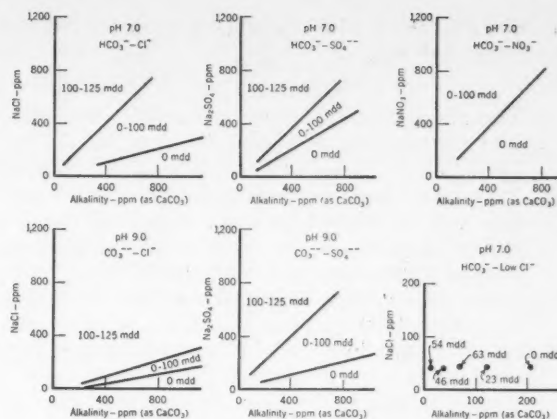 pH 7.0
HCO₃⁻–Cl⁻
1,200
800
400
0
NaCl–ppm
100-125 mdd
0-100 mdd
0 mdd
0 400 800
Alkalinity–ppm (as CaCO₃)
pH 7.0
HCO₃⁻–SO₄⁻⁻
1,200
800
400
0
Na₂SO₄–ppm
100-125 mdd
0-100 mdd
0 mdd
0 400 800
Alkalinity–ppm (as CaCO₃)
pH 7.0
HCO₃⁻–NO₃⁻
1,200
800
400
0
NaNO₃–ppm
0-100 mdd
0 mdd
0 400 800
Alkalinity–ppm (as CaCO₃)
pH 9.0
CO₃⁻⁻–Cl⁻
1,200
800
400
0
NaCl–ppm
100-125 mdd
0-100 mdd
0 mdd
0 400 800
Alkalinity–ppm (as CaCO₃)
pH 9.0
CO₃⁻⁻–SO₄⁻⁻
1,200
800
400
0
Na₂SO₄–ppm
100-125 mdd
0-100 mdd
0 mdd
0 400 800
Alkalinity–ppm (as CaCO₃)
pH 7.0
HCO₃⁻–Low Cl⁻
200
100
0
NaCl–ppm
54 mdd
46 mdd
63 mdd
23 mdd
0 mdd
0 100 200
Alkalinity–ppm (as CaCO₃)